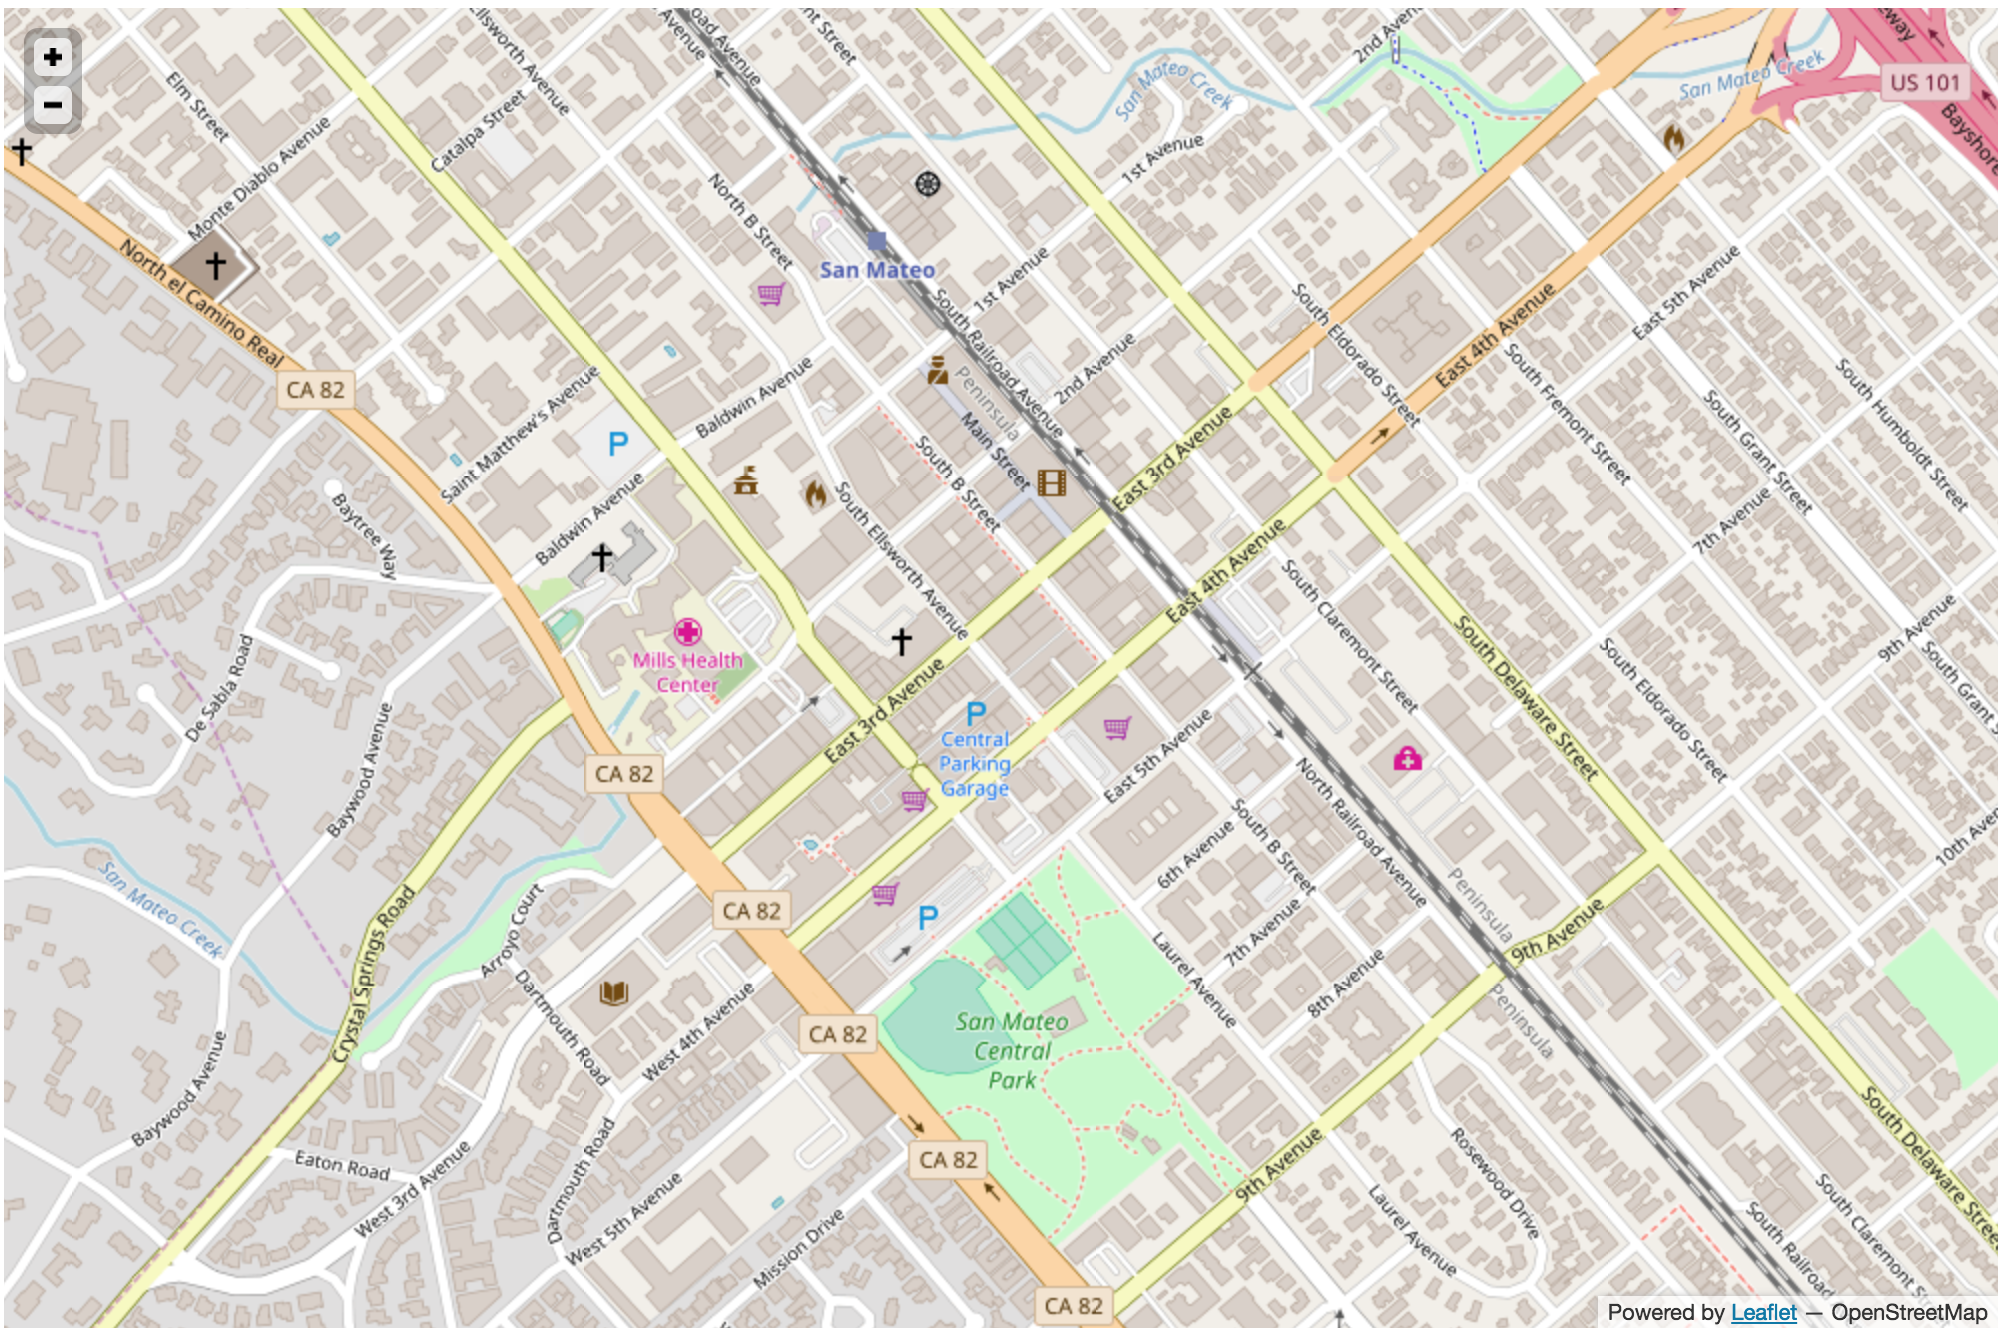 +
−
Ellsworth Avenue
Elm Street
Catalpa Street
Monte Diablo Avenue
North el Camino Real
CA 82
Avenue
road Avenue
nt Street
San Mateo Creek
2nd Aven
1st Avenue
San Mateo Creek
eway
US 101
Bayshore
North B Street
San Mateo
1st Avenue
South Railroad Avenue
2nd Avenue
Peninsula
Main Street
South Eldorado Street
East 4th Avenue
East 5th Avenue
South Fremont Street
South Grant Street
South Humboldt Street
7th Avenue
Saint Matthew's Avenue
P
Baldwin Avenue
Baldwin Avenue
Baytree Way
South B Street
South Ellsworth Avenue
East 3rd Avenue
East 4th Avenue
South Claremont Street
South Delaware Street
South Eldorado Street
9th Avenue
South Grant S
10th Aven
Mills Health
Center
De Sabla Road
Baywood Avenue
CA 82
East 3rd Avenue
P
Central
Parking
Garage
East 5th Avenue
North Railroad Avenue
South B Street
6th Avenue
7th Avenue
8th Avenue
Laurel Avenue
Peninsula
9th Avenue
Peninsula
San Mateo Creek
Crystal Springs Road
Arroyo Court
CA 82
P
Dartmouth Road
West 4th Avenue
CA 82
San Mateo
Central
Park
Baywood Avenue
Eaton Road
West 3rd Avenue
Dartmouth Road
West 5th Avenue
Mission Drive
CA 82
9th Avenue
Rosewood Drive
Laurel Avenue
South Delaware Stree
South Claremont St
South Railroad
CA 82
Powered by Leaflet — OpenStreetMap